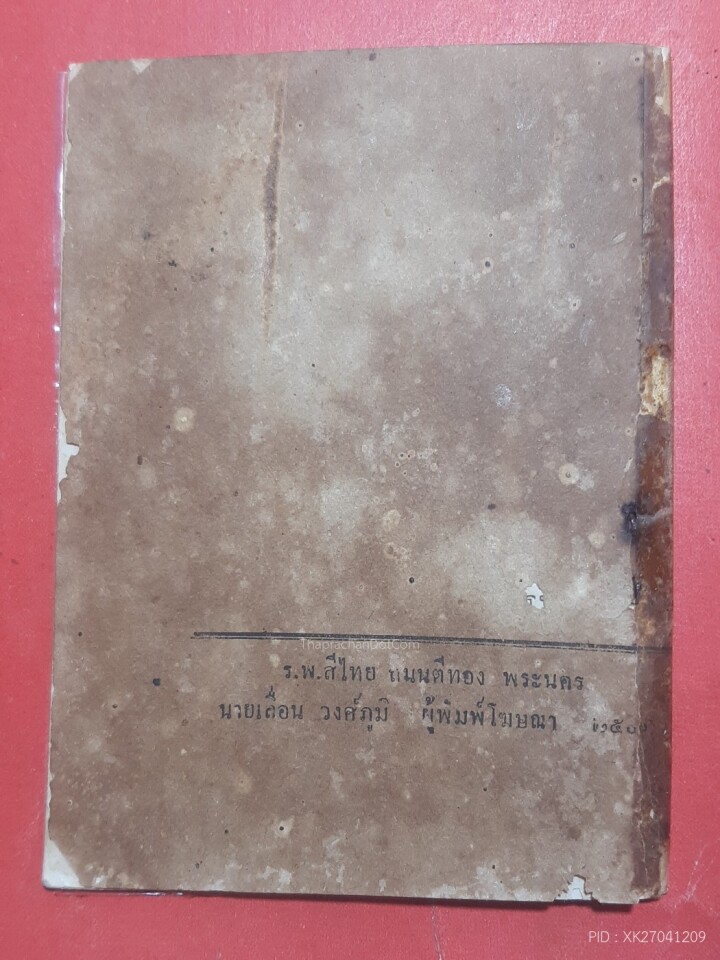 ThaprachanDotCom
ร.พ.สีไทย ถนนตีทอง พระนคร
นายเลื่อน วงศ์ภูมิ ผู้พิมพ์โฆษณา
PID : XK27041209